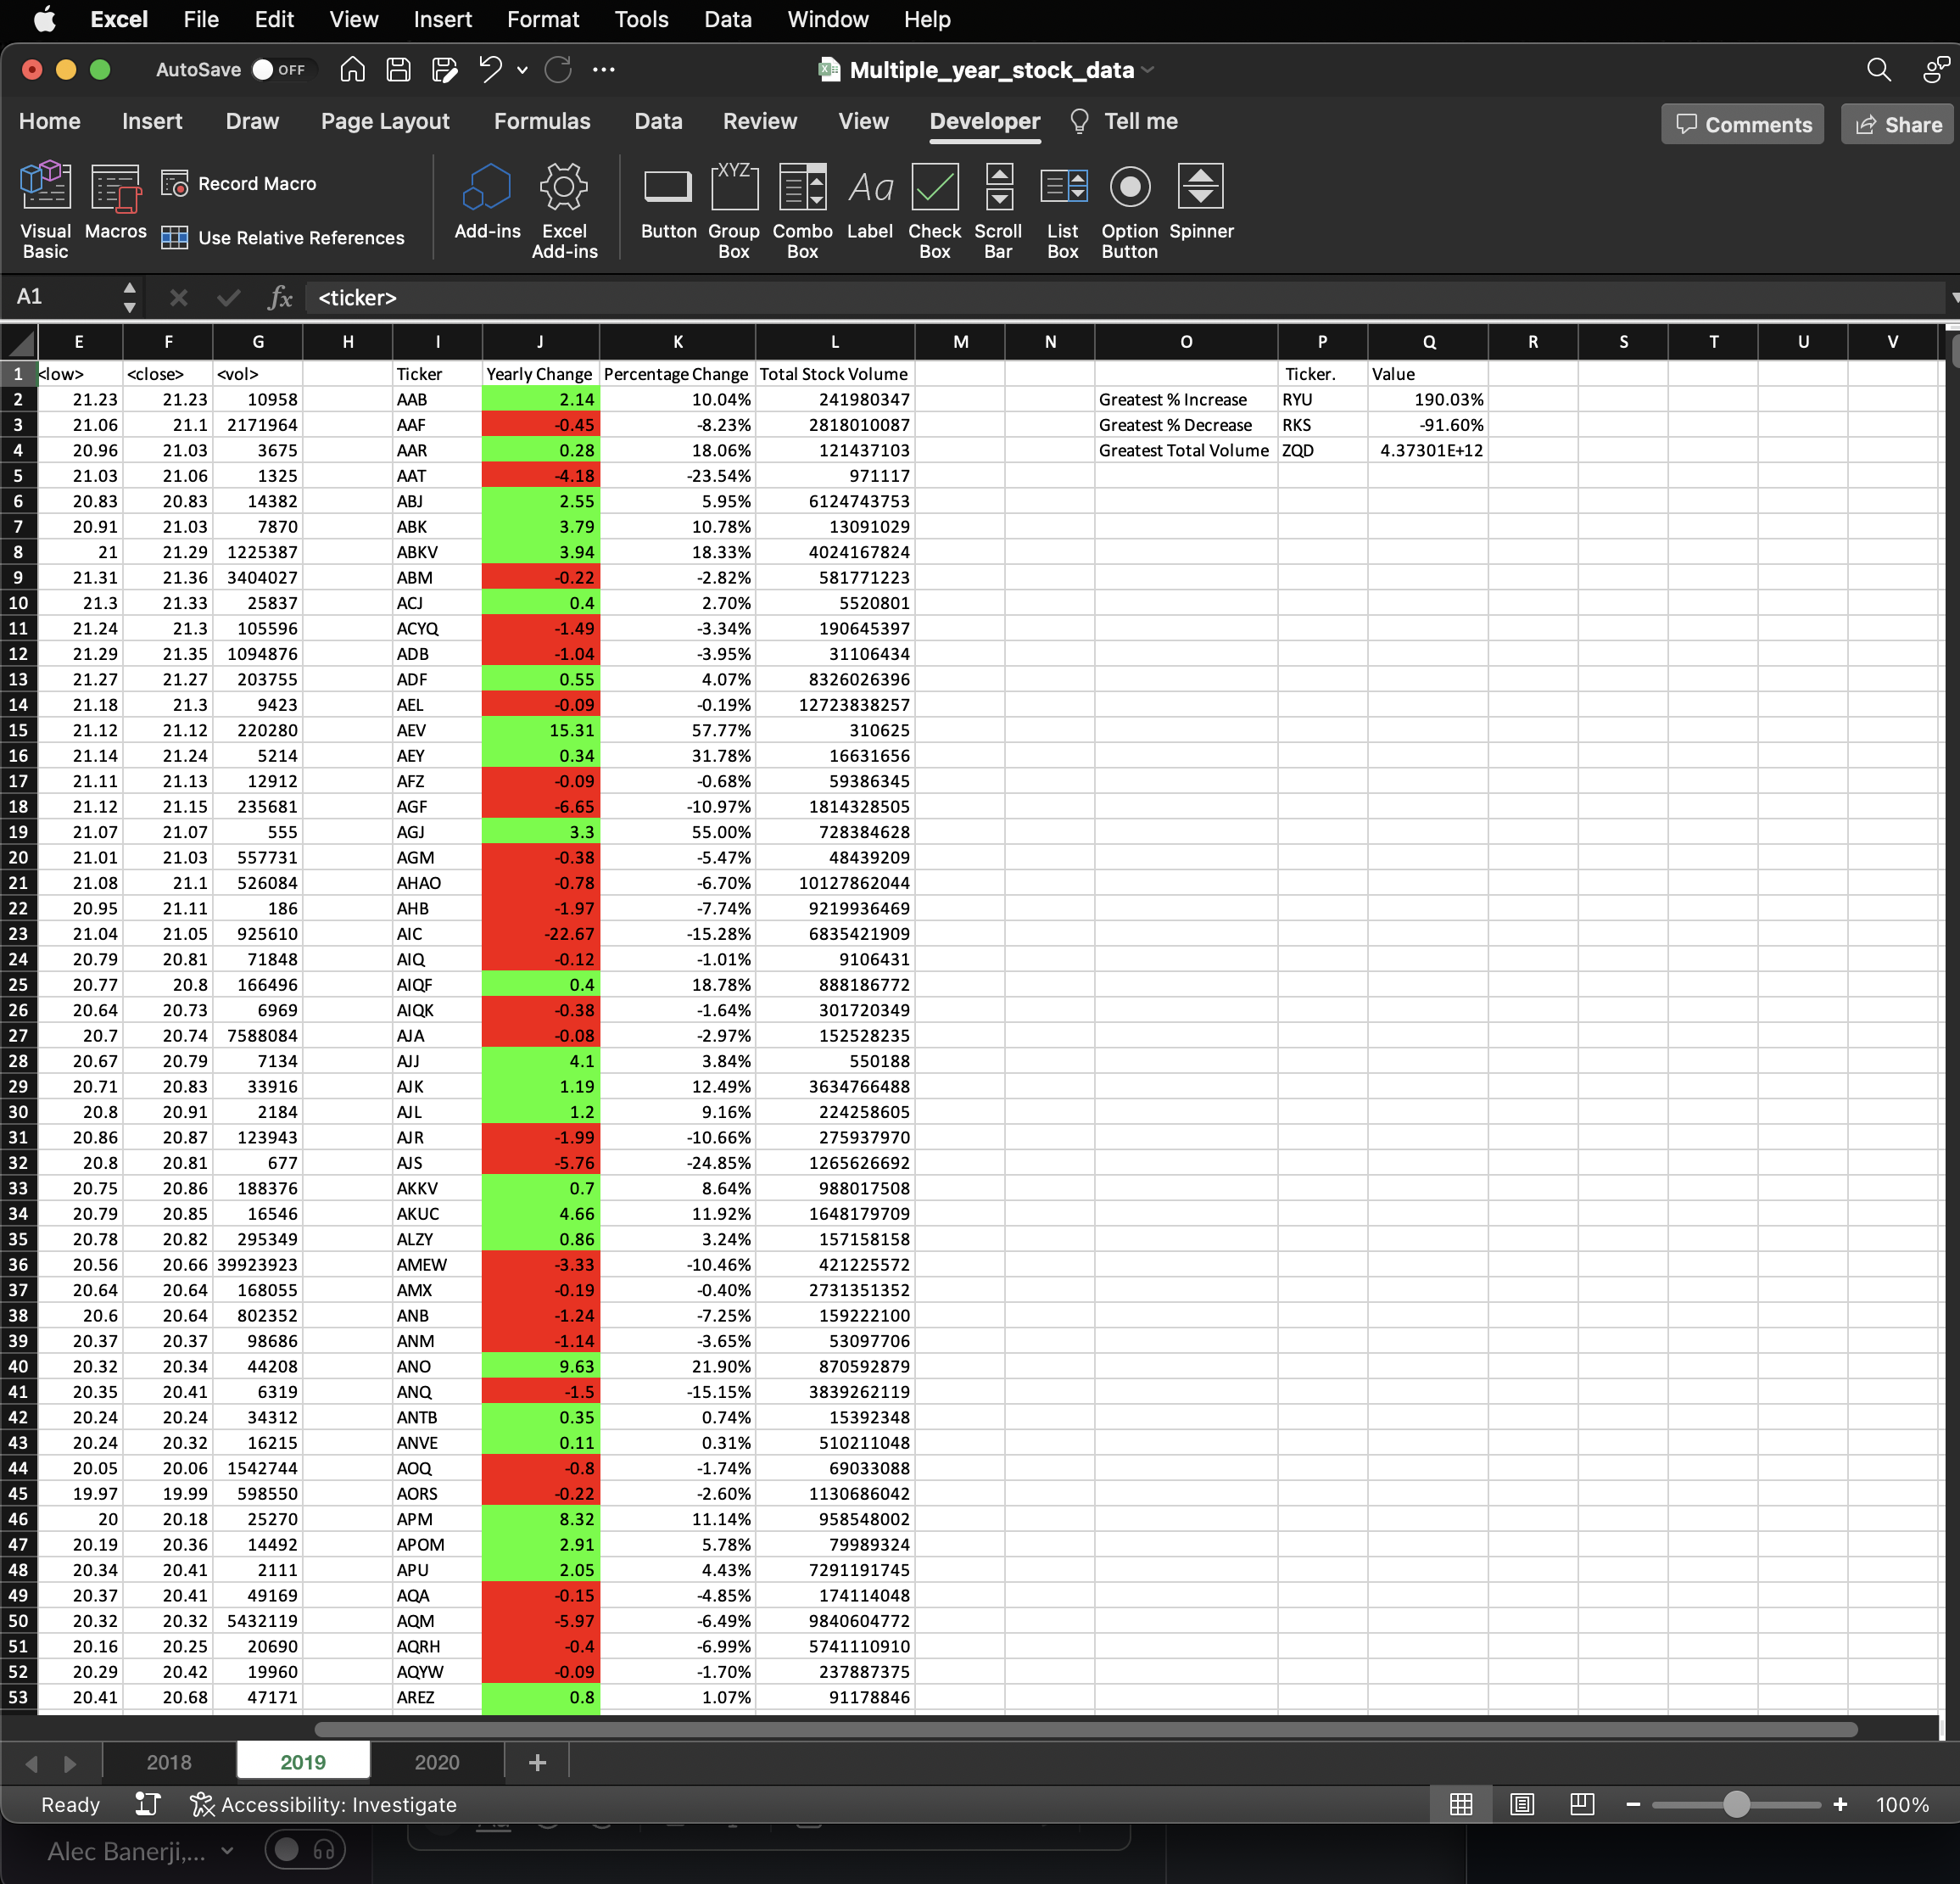 Excel File Edit View Insert Format Tools Data Window Help
AutoSave OFF Multiple_year_stock_data
Home Insert Draw Page Layout Formulas Data Review View Developer Tell me Comments Share
Visual Basic Macros Record Macro Use Relative References Add-ins Excel Add-ins Button Group Box Combo Box Label Check Box Scroll Bar List Box Option Button Spinner
XYZ Aa
A1 fx <ticker>
E F G H I J K L M N O P Q R S T U V
1 <low> <close> <vol> Ticker Yearly Change Percentage Change Total Stock Volume Ticker. Value
2 21.23 21.23 10958 AAB 2.14 10.04% 241980347 Greatest % Increase RYU 190.03%
3 21.06 21.1 2171964 AAF -0.45 -8.23% 2818010087 Greatest % Decrease RKS -91.60%
4 20.96 21.03 3675 AAR 0.28 18.06% 121437103 Greatest Total Volume ZQD 4.37301E+12
5 21.03 21.06 1325 AAT -4.18 -23.54% 971117
6 20.83 20.83 14382 ABJ 2.55 5.95% 6124743753
7 20.91 21.03 7870 ABK 3.79 10.78% 13091029
8 21 21.29 1225387 ABKV 3.94 18.33% 4024167824
9 21.31 21.36 3404027 ABM -0.22 -2.82% 581771223
10 21.3 21.33 25837 ACJ 0.4 2.70% 5520801
11 21.24 21.3 105596 ACYQ -1.49 -3.34% 190645397
12 21.29 21.35 1094876 ADB -1.04 -3.95% 31106434
13 21.27 21.27 203755 ADF 0.55 4.07% 8326026396
14 21.18 21.3 9423 AEL -0.09 -0.19% 12723838257
15 21.12 21.12 220280 AEV 15.31 57.77% 310625
16 21.14 21.24 5214 AEY 0.34 31.78% 16631656
17 21.11 21.13 12912 AFZ -0.09 -0.68% 59386345
18 21.12 21.15 235681 AGF -6.65 -10.97% 1814328505
19 21.07 21.07 555 AGJ 3.3 55.00% 728384628
20 21.01 21.03 557731 AGM -0.38 -5.47% 48439209
21 21.08 21.1 526084 AHAO -0.78 -6.70% 10127862044
22 20.95 21.11 186 AHB -1.97 -7.74% 9219936469
23 21.04 21.05 925610 AIC -22.67 -15.28% 6835421909
24 20.79 20.81 71848 AIQ -0.12 -1.01% 9106431
25 20.77 20.8 166496 AIQF 0.4 18.78% 888186772
26 20.64 20.73 6969 AIQK -0.38 -1.64% 301720349
27 20.7 20.74 7588084 AJA -0.08 -2.97% 152528235
28 20.67 20.79 7134 AJJ 4.1 3.84% 550188
29 20.71 20.83 33916 AJK 1.19 12.49% 3634766488
30 20.8 20.91 2184 AJL 1.2 9.16% 224258605
31 20.86 20.87 123943 AJR -1.99 -10.66% 275937970
32 20.8 20.81 677 AJS -5.76 -24.85% 1265626692
33 20.75 20.86 188376 AKKV 0.7 8.64% 988017508
34 20.79 20.85 16546 AKUC 4.66 11.92% 1648179709
35 20.78 20.82 295349 ALZY 0.86 3.24% 157158158
36 20.56 20.66 39923923 AMEW -3.33 -10.46% 421225572
37 20.64 20.64 168055 AMX -0.19 -0.40% 2731351352
38 20.6 20.64 802352 ANB -1.24 -7.25% 159222100
39 20.37 20.37 98686 ANM -1.14 -3.65% 53097706
40 20.32 20.34 44208 ANO 9.63 21.90% 870592879
41 20.35 20.41 6319 ANQ -1.5 -15.15% 3839262119
42 20.24 20.24 34312 ANTB 0.35 0.74% 15392348
43 20.24 20.32 16215 ANVE 0.11 0.31% 510211048
44 20.05 20.06 1542744 AOQ -0.8 -1.74% 69033088
45 19.97 19.99 598550 AORS -0.22 -2.60% 1130686042
46 20 20.18 25270 APM 8.32 11.14% 958548002
47 20.19 20.36 14492 APOM 2.91 5.78% 79989324
48 20.34 20.41 2111 APU 2.05 4.43% 7291191745
49 20.37 20.41 49169 AQA -0.15 -4.85% 174114048
50 20.32 20.32 5432119 AQM -5.97 -6.49% 9840604772
51 20.16 20.25 20690 AQRH -0.4 -6.99% 5741110910
52 20.29 20.42 19960 AQYW -0.09 -1.70% 237887375
53 20.41 20.68 47171 AREZ 0.8 1.07% 91178846
2018 2019 2020 +
Ready Accessibility: Investigate 100%
Alec Banerji,...